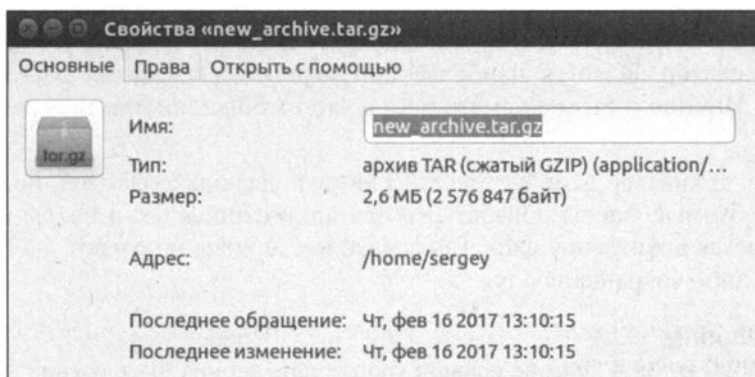 Свойства «new_archive.tar.gz»
Основные Права Открыть с помощью
tar.gz
Имя: new_archive.tar.gz
Тип: архив TAR (сжатый GZIP) (application/...
Размер: 2,6 МБ (2 576 847 байт)
Адрес: /home/sergey
Последнее обращение: Чт, фев 16 2017 13:10:15
Последнее изменение: Чт, фев 16 2017 13:10:15